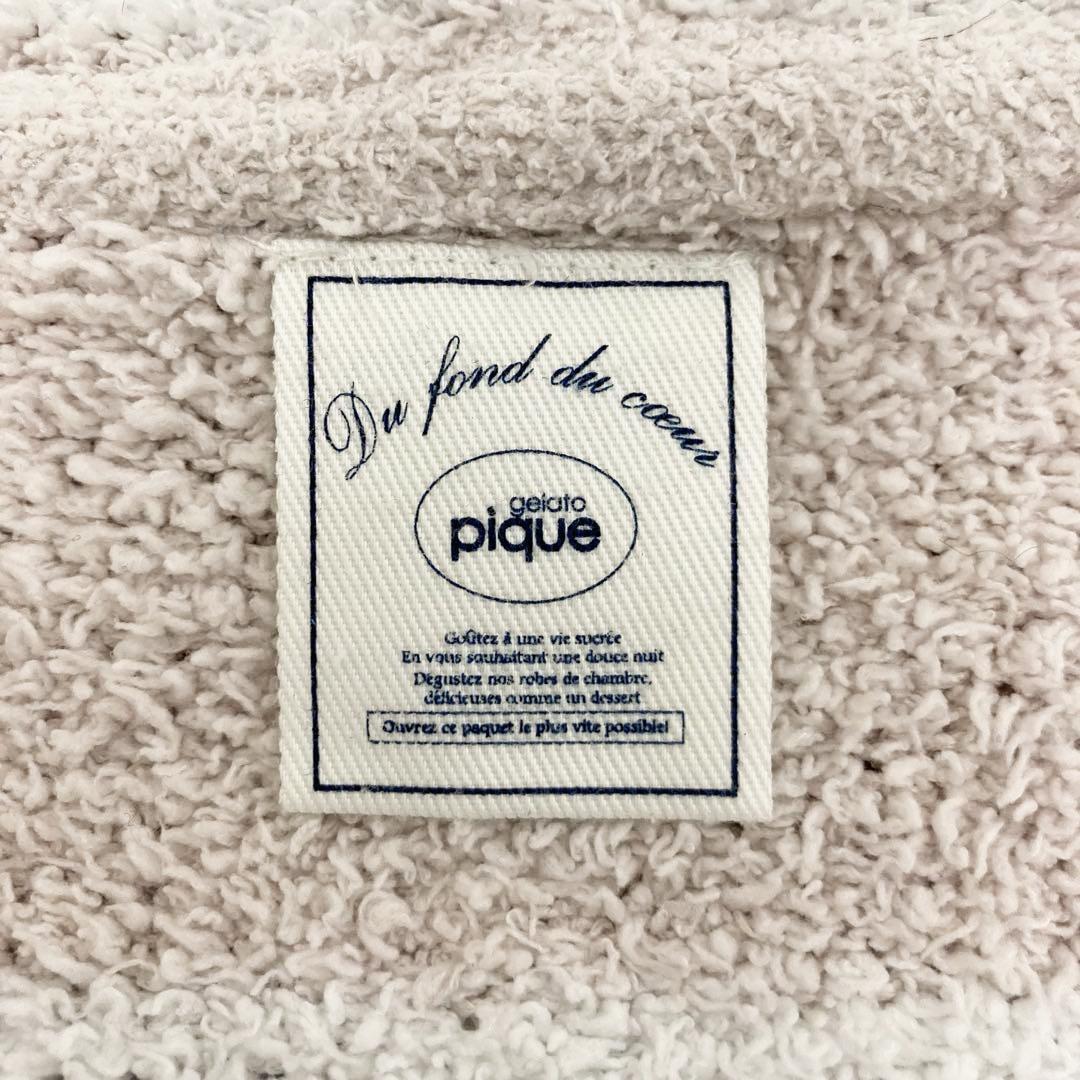 Du fond du cœur
gelato
pique
Goûtez à une vie sucrée
En vous souhaitant une douce nuit
Dégustez nos robes de chambre,
délicieuses comme un dessert
Ouvrez ce paquet le plus vite possible!